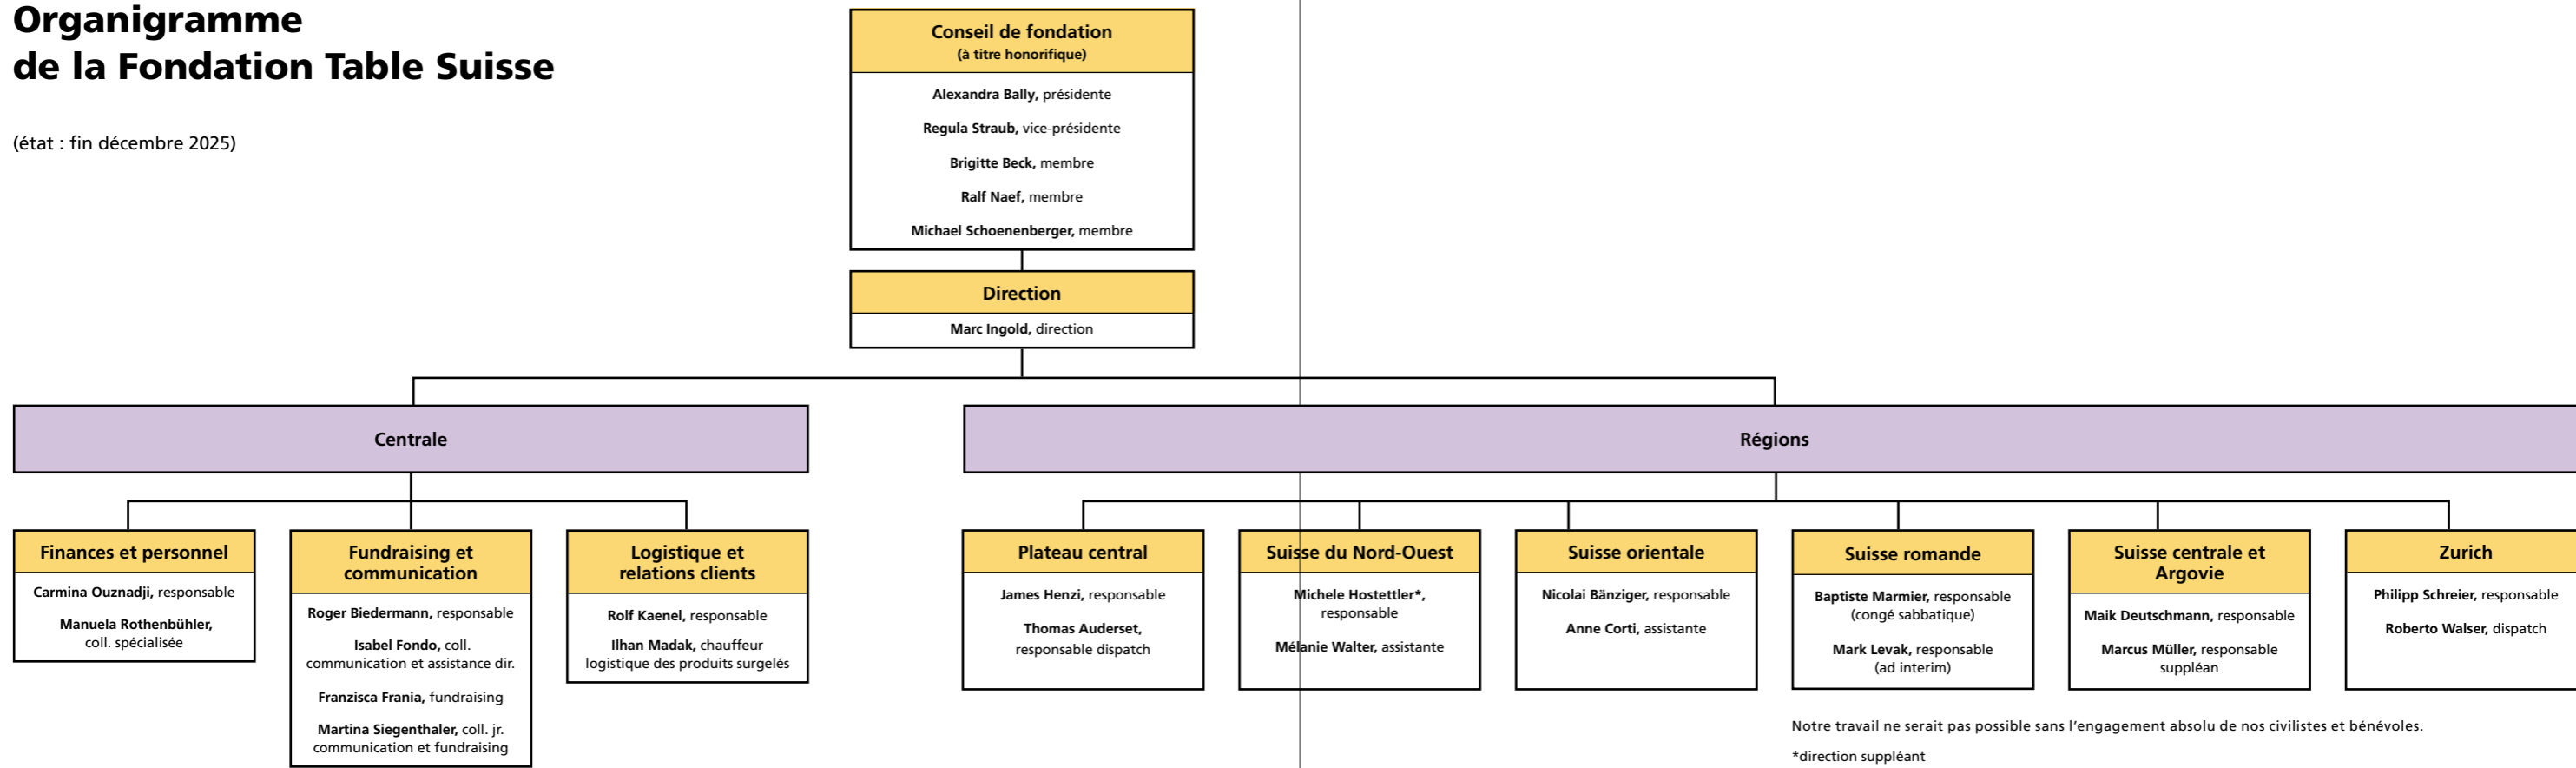 Organigramme
de la Fondation Table Suisse
(état : fin décembre 2025)
Conseil de fondation
(à titre honorifique)
Alexandra Bally, présidente
Regula Straub, vice-présidente
Brigitte Beck, membre
Ralf Naef, membre
Michael Schoenenberger, membre
Direction
Marc Ingold, direction
Centrale
Finances et personnel
Carmina Ouznadji, responsable
Manuela Rothenbühler,
coll. spécialisée
Fundraising et
communication
Roger Biedermann, responsable
Isabel Fondo, coll.
communication et assistance dir.
Franzisca Frania, fundraising
Martina Siegenthaler, coll. jr.
communication et fundraising
Logistique et
relations clients
Rolf Kaenel, responsable
Ilhan Madak, chauffeur
logistique des produits surgelés
Régions
Plateau central
James Henzi, responsable
Thomas Auderset,
responsable dispatch
Suisse du Nord-Ouest
Michele Hostettler*,
responsable
Mélanie Walter, assistante
Suisse orientale
Nicolai Bänziger, responsable
Anne Corti, assistante
Suisse romande
Baptiste Marmier, responsable
(congé sabbatique)
Mark Levak, responsable
(ad interim)
Suisse centrale et
Argovie
Maik Deutschmann, responsable
Marcus Müller, responsable
suppléan
Zurich
Philipp Schreier, responsable
Roberto Walser, dispatch
Notre travail ne serait pas possible sans l'engagement absolu de nos civilistes et bénévoles.
*direction suppléant